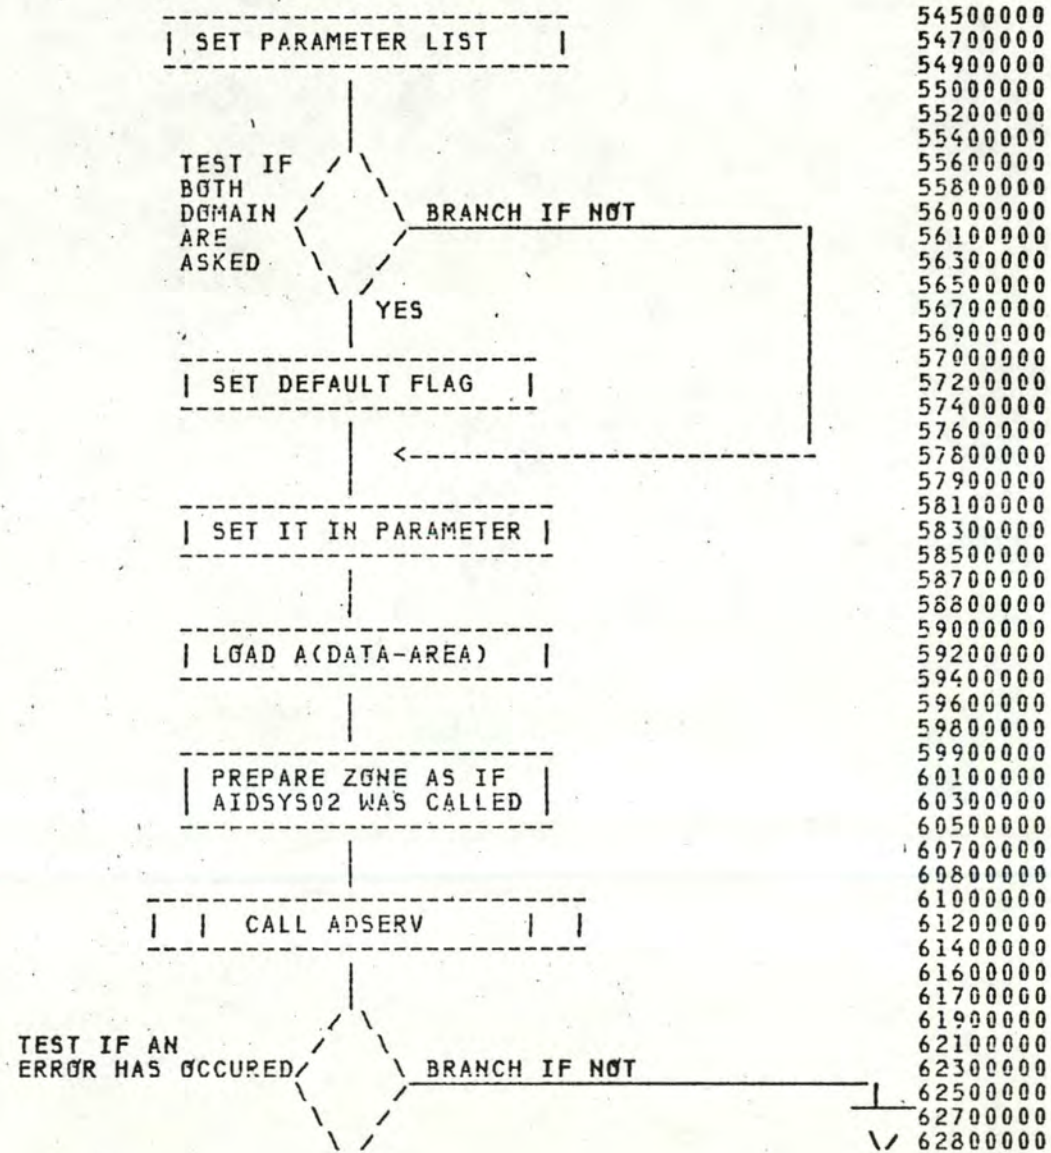 54500000
| SET PARAMETER LIST | 54700000
54900000
55000000
55200000
55400000
TEST IF 55600000
BOTH 55800000
DOMAIN BRANCH IF NOT 56000000
ARE 56100000
ASKED 56300000
56500000
YES 56700000
56900000
57000000
| SET DEFAULT FLAG | 57200000
57400000
57600000
57800000
57900000
58100000
| SET IT IN PARAMETER | 58300000
58500000
58700000
58800000
59000000
| LOAD A(DATA-AREA) | 59200000
59400000
59600000
59800000
59900000
| PREPARE ZONE AS IF | 60100000
| AIDSYS02 WAS CALLED | 60300000
60500000
60700000
60800000
61000000
| | CALL ADSERV | | 61200000
61400000
61600000
61700000
61900000
TEST IF AN 62100000
ERROR HAS OCCURED BRANCH IF NOT 62300000
62500000
62700000
62800000